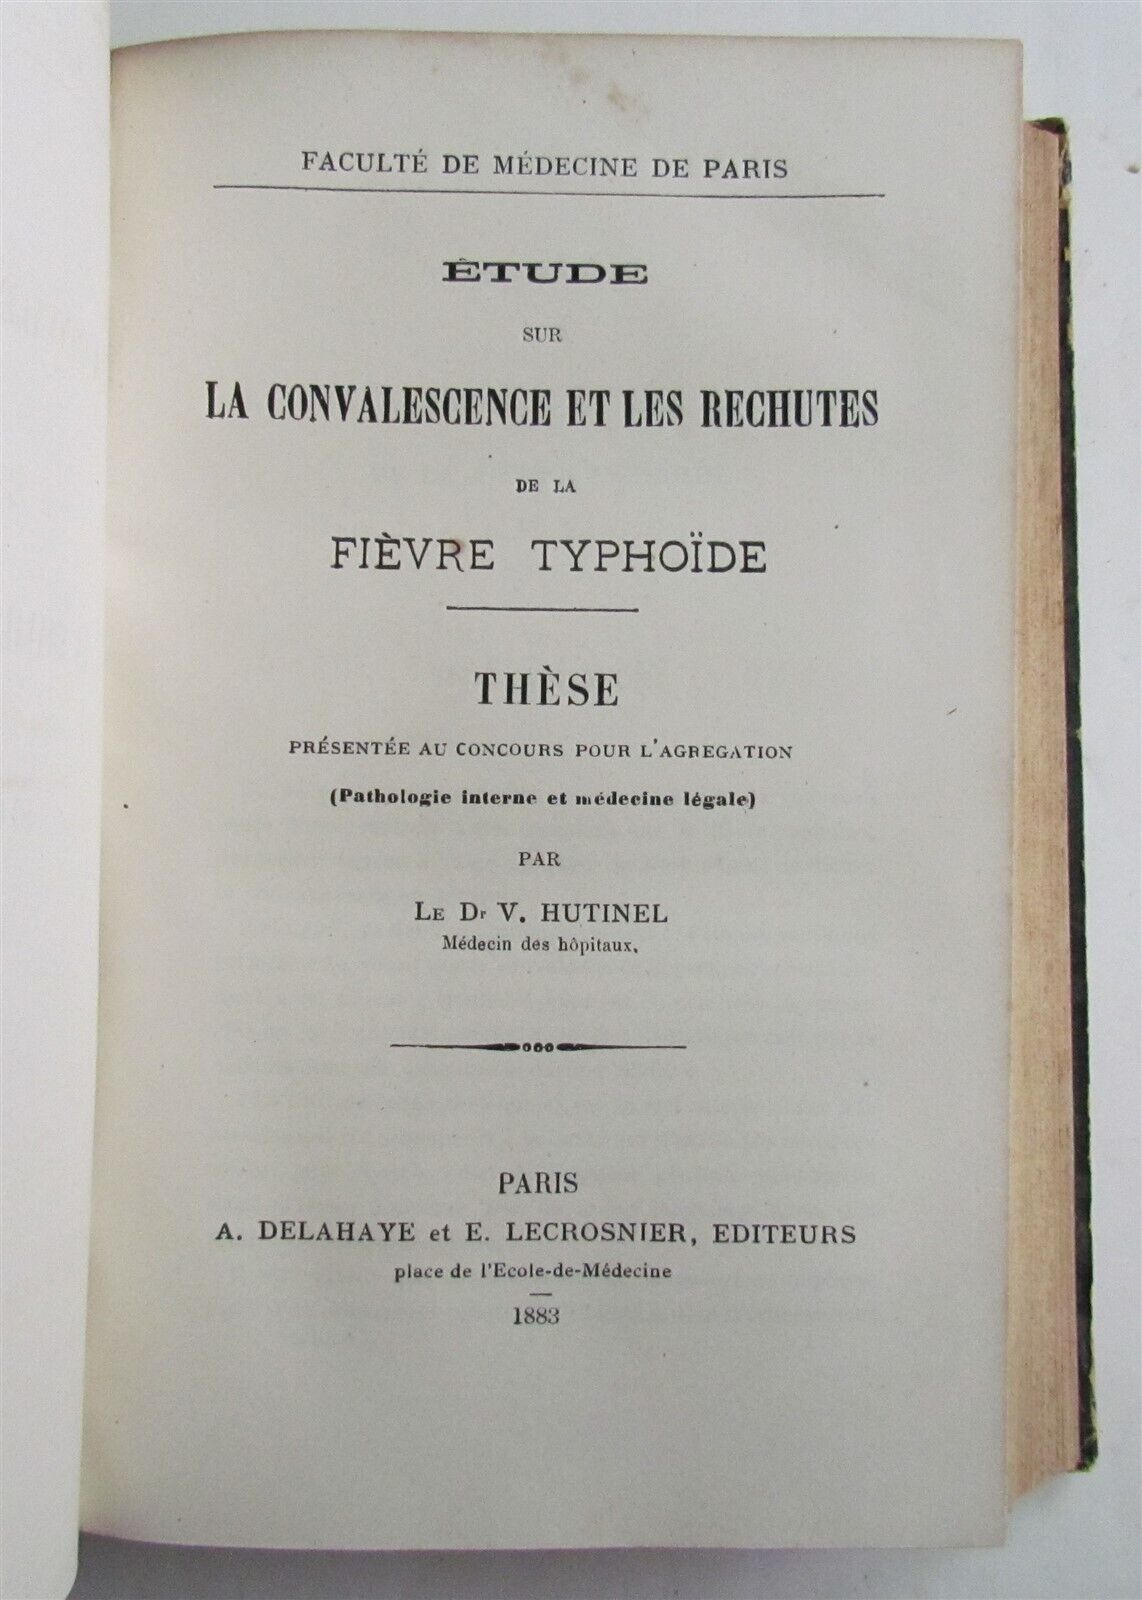 FACULTÉ DE MÉDECINE DE PARIS
ÉTUDE
SUR
LA CONVALESCENCE ET LES RECHUTES
DE LA
FIÈVRE TYPHOÏDE
THÈSE
PRÉSENTÉE AU CONCOURS POUR L'AGREGATION
(Pathologie interne et médecine légale)
PAR
LE Dr V. HUTINEL
Médecin des hôpitaux.
PARIS
A. DELAHAYE et E. LECROSNIER, EDITEURS
place de l'Ecole-de-Médecine
1883